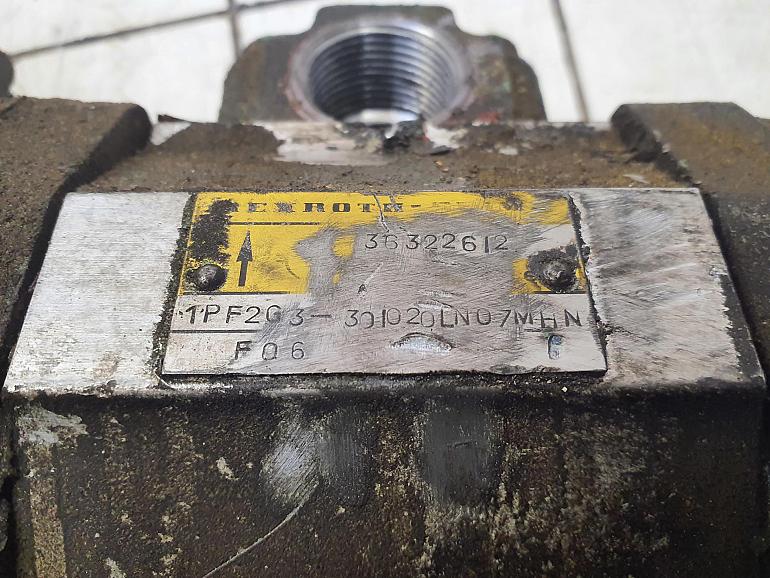 REXROTH
36322612
1PF2G3-30/020LN07MHN
F06